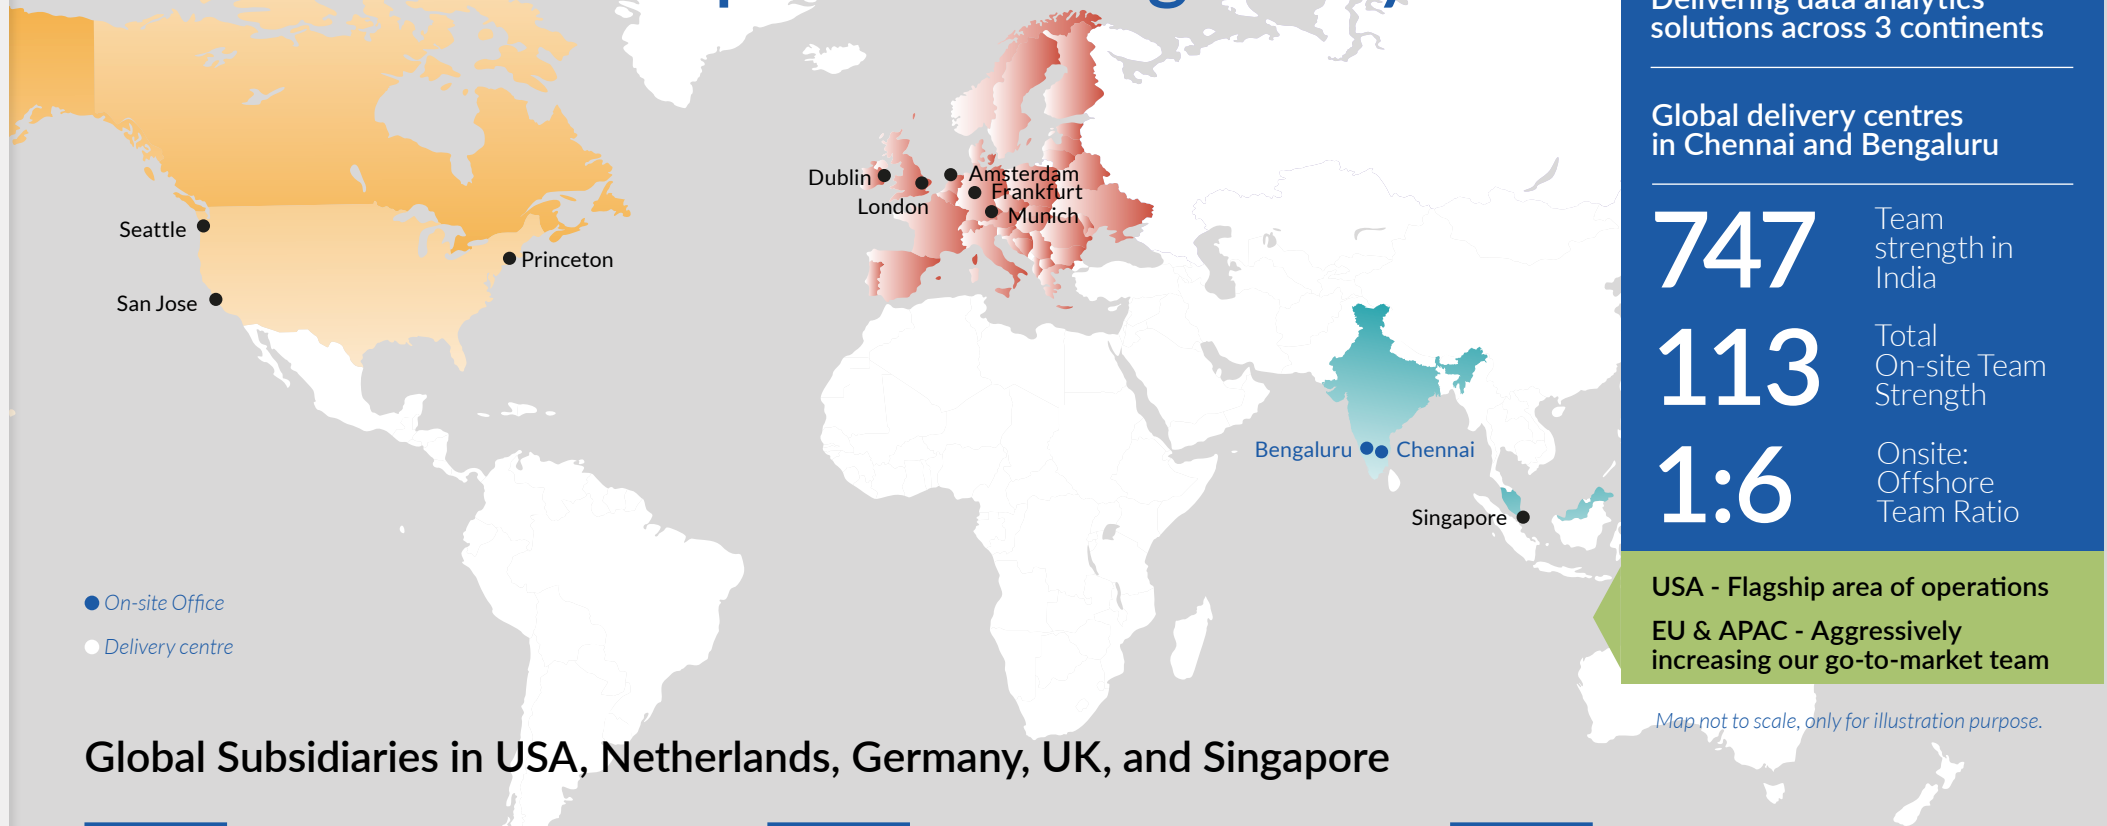 Delivering data analytics
solutions across 3 continents
Global delivery centres
in Chennai and Bengaluru
747
Team
strength in
India
113
Total
On-site Team
Strength
1:6
Onsite:
Offshore
Team Ratio
USA - Flagship area of operations
EU & APAC - Aggressively
increasing our go-to-market team
Map not to scale, only for illustration purpose.
Seattle
San Jose
Princeton
Dublin
London
Amsterdam
Frankfurt
Munich
Bengaluru
Chennai
Singapore
On-site Office
Delivery centre
Global Subsidiaries in USA, Netherlands, Germany, UK, and Singapore